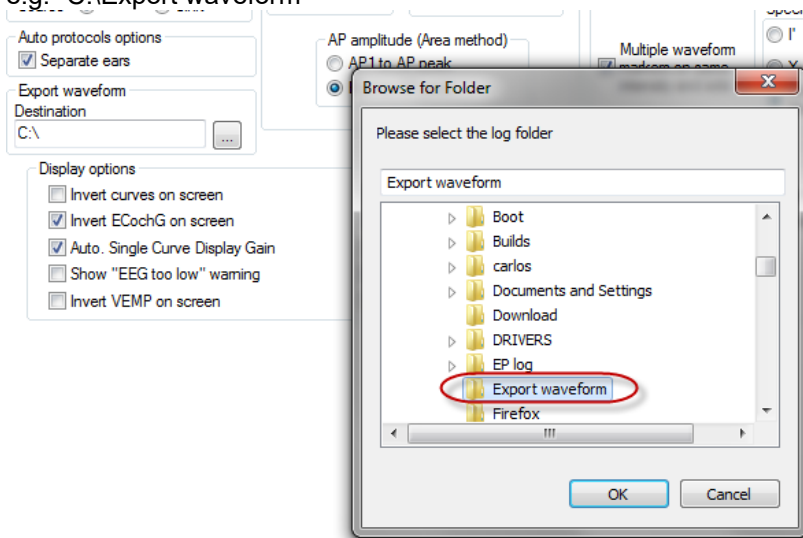 e.g. "C:\Export waveform"
Auto protocols options
Separate ears
Export waveform
Destination
C:\
...
AP amplitude (Area method)
AP1 to AP peak
Multiple waveform
markers on same
Display options
Invert curves on screen
Invert ECochG on screen
Auto. Single Curve Display Gain
Show "EEG too low" warning
Invert VEMP on screen
Browse for Folder
Please select the log folder
Export waveform
Boot
Builds
carlos
Documents and Settings
Download
DRIVERS
EP log
Export waveform
Firefox
OK
Cancel